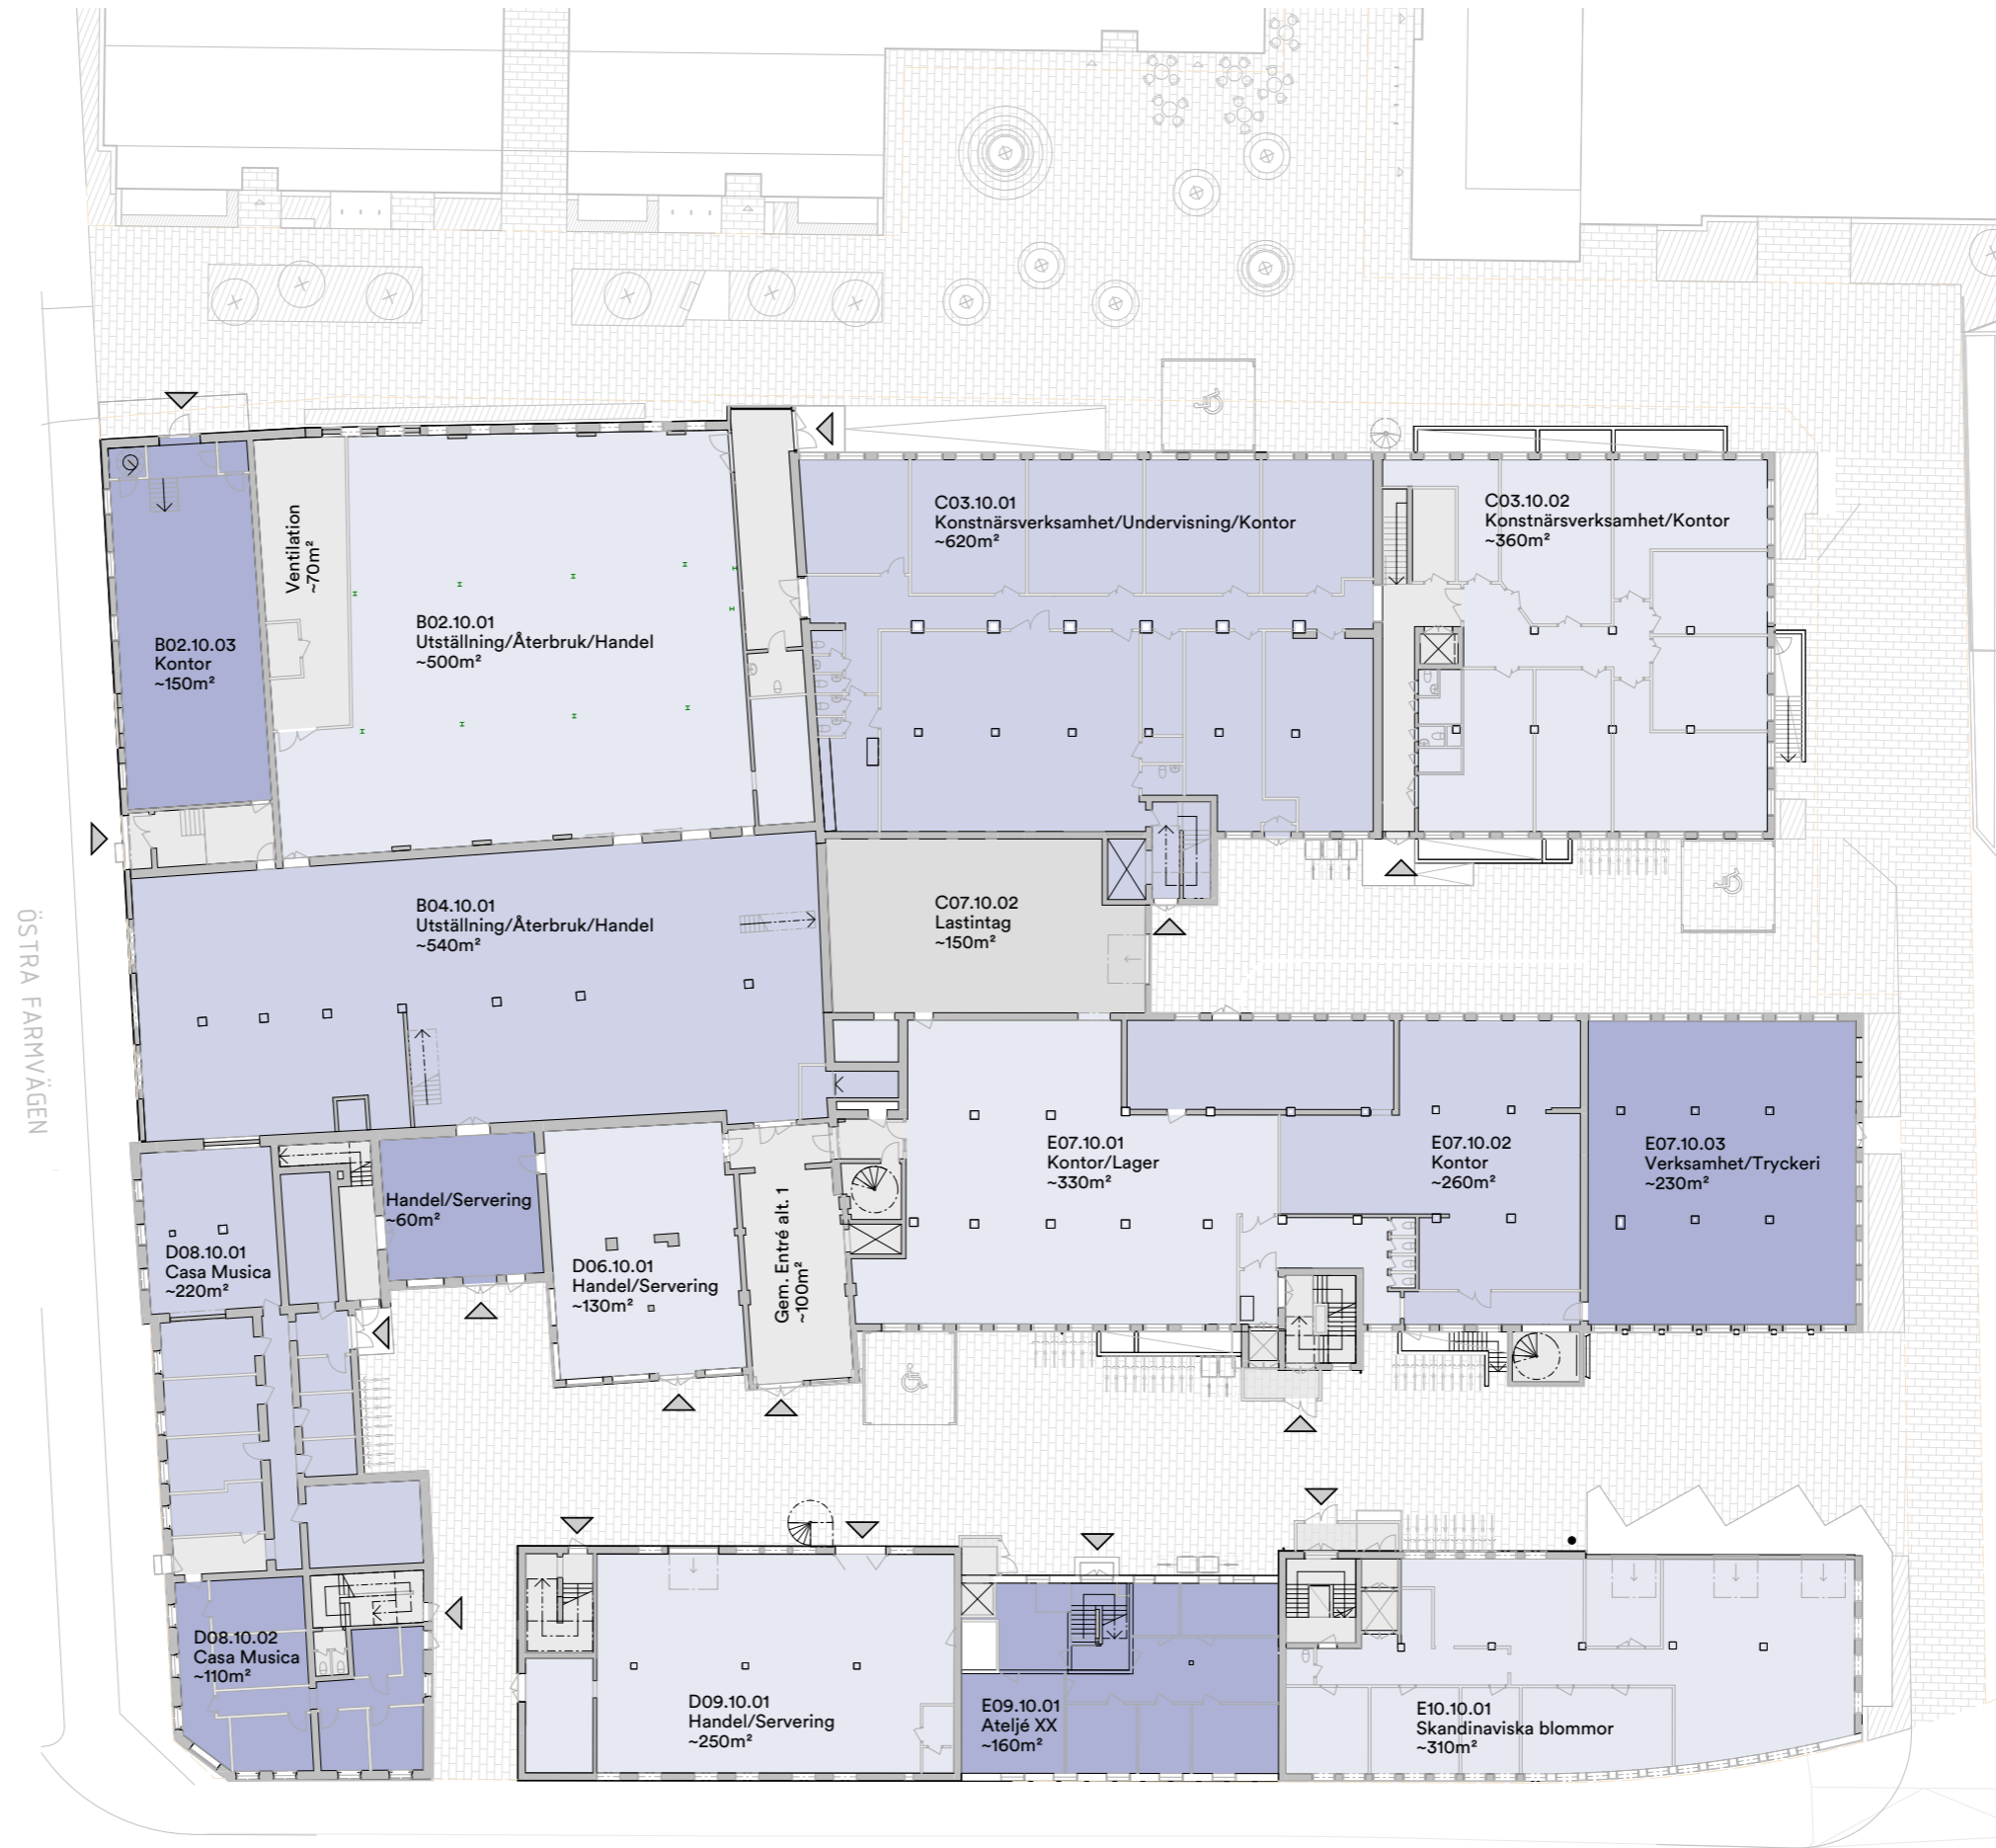 C03.10.01
Konstnärsverksamhet/Undervisning/Kontor
~620m²
C03.10.02
Konstnärsverksamhet/Kontor
~360m²
Ventilation
~70m²
B02.10.01
Utställning/Återbruk/Handel
~500m²
B02.10.03
Kontor
~150m²
B04.10.01
Utställning/Återbruk/Handel
~540m²
C07.10.02
Lastintag
~150m²
ÖSTRA FARMVÄGEN
E07.10.01
Kontor/Lager
~330m²
E07.10.02
Kontor
~260m²
E07.10.03
Verksamhet/Tryckeri
~230m²
Handel/Servering
~60m²
D08.10.01
Casa Musica
~220m²
D06.10.01
Handel/Servering
~130m²
Gem. Entré alt. 1
~100m²
D08.10.02
Casa Musica
~110m²
D09.10.01
Handel/Servering
~250m²
E09.10.01
Ateljé XX
~160m²
E10.10.01
Skandinaviska blommor
~310m²